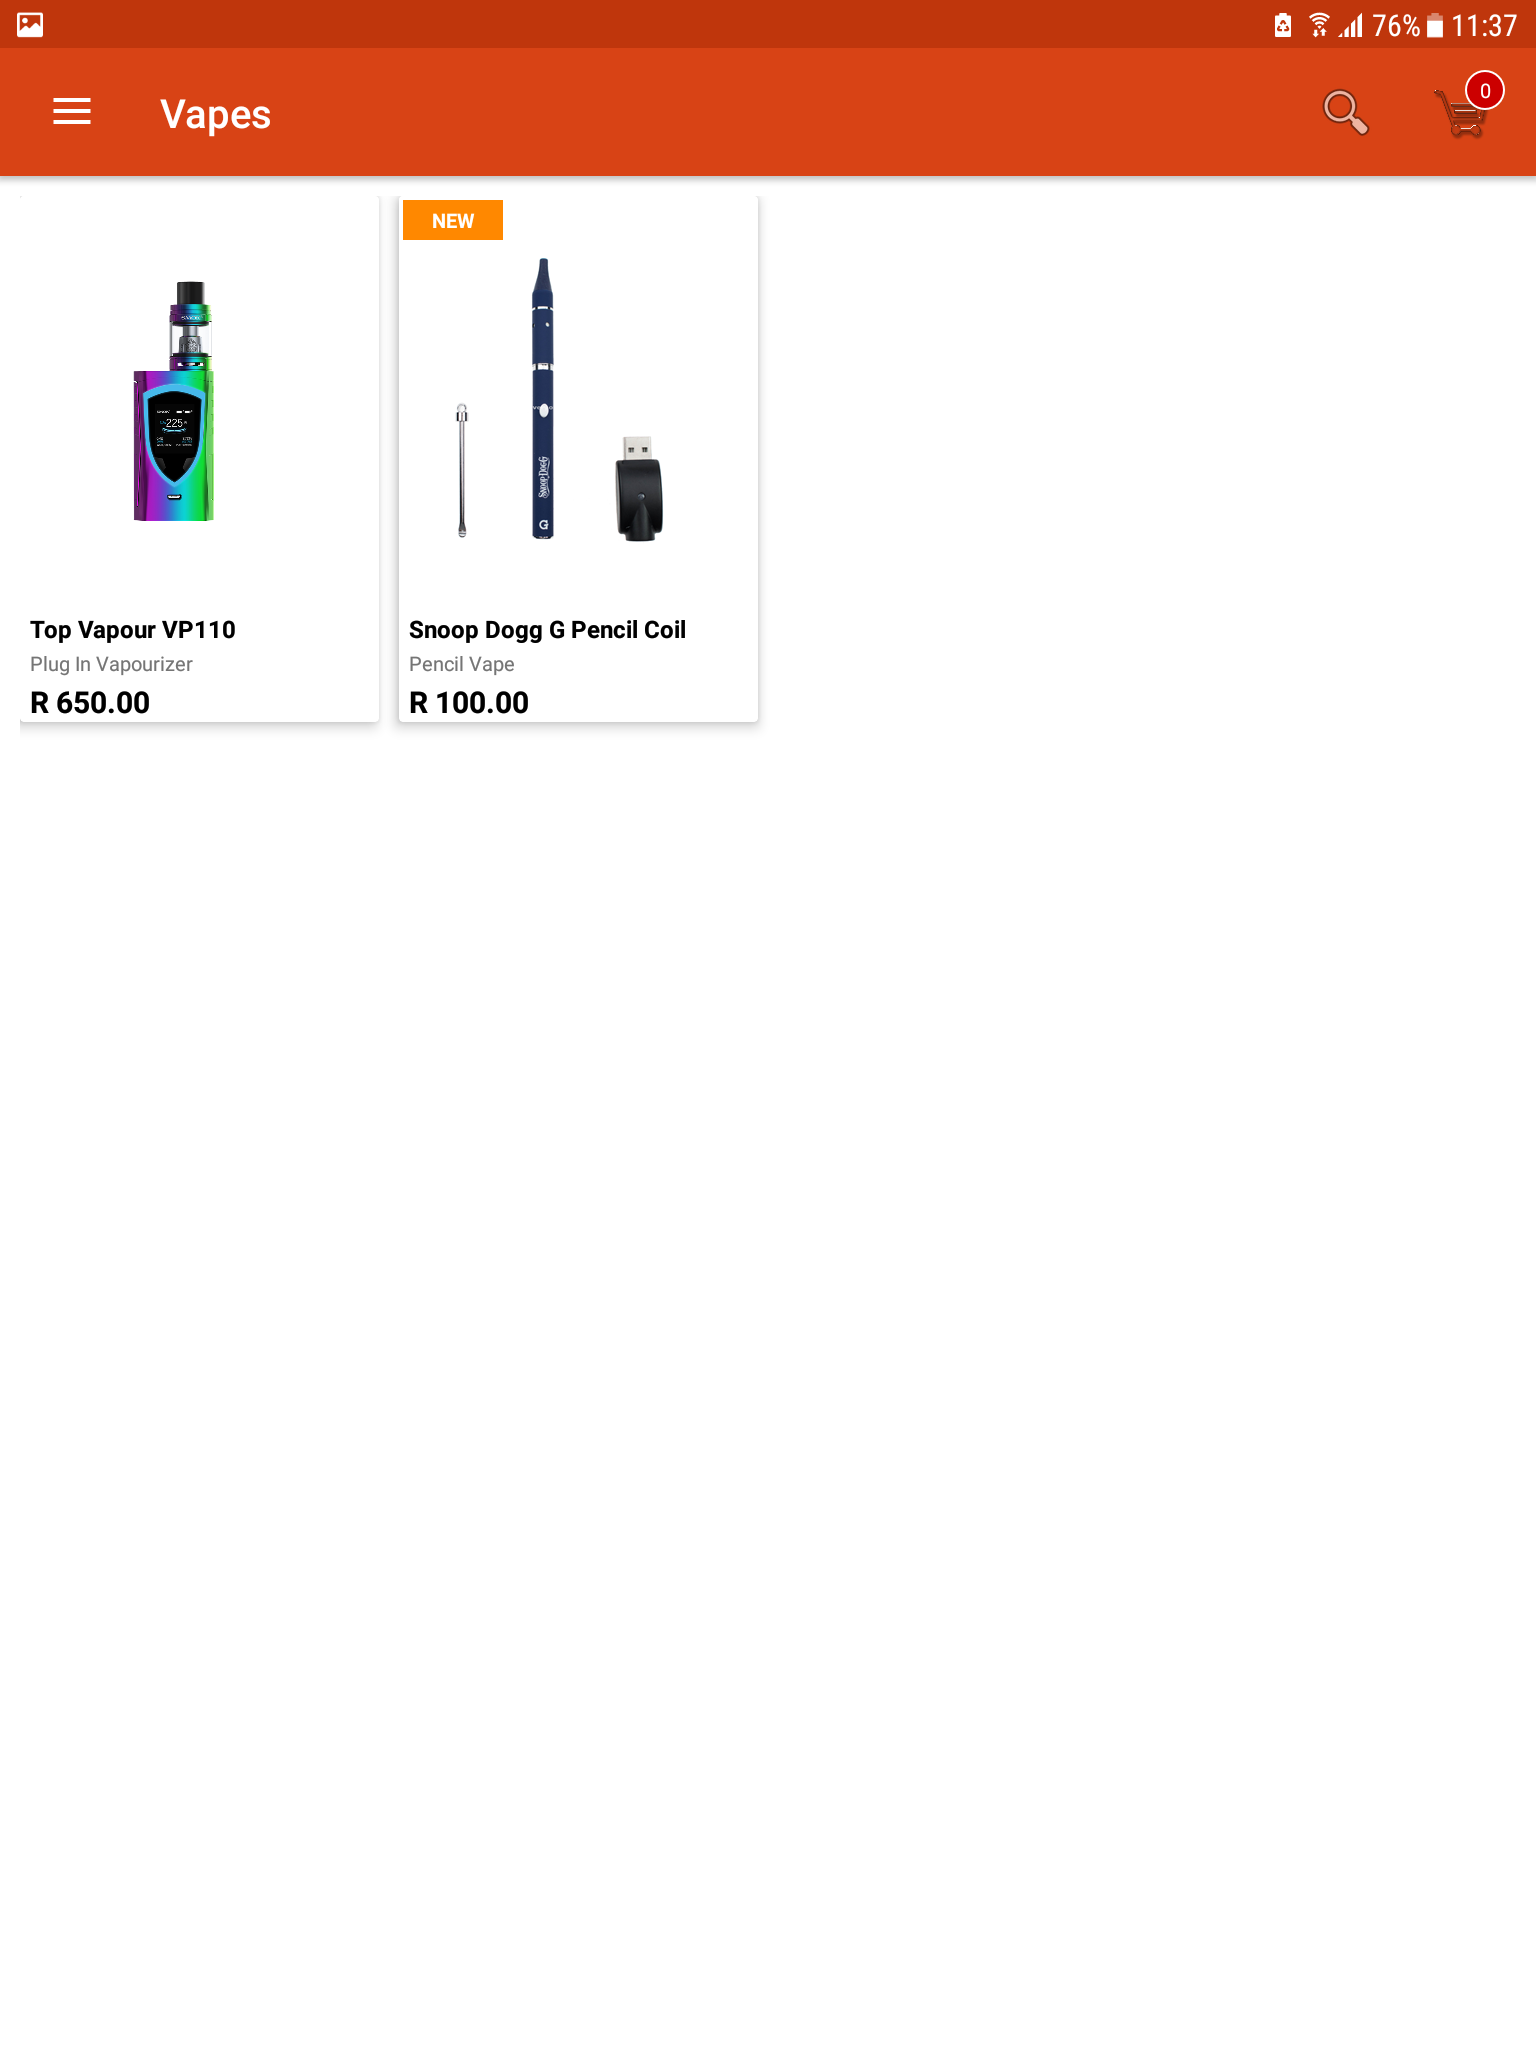 76% 11:37
Vapes
0
NEW
225
SNOOP DOGG
G
Top Vapour VP110
Plug In Vapourizer
R 650.00
Snoop Dogg G Pencil Coil
Pencil Vape
R 100.00